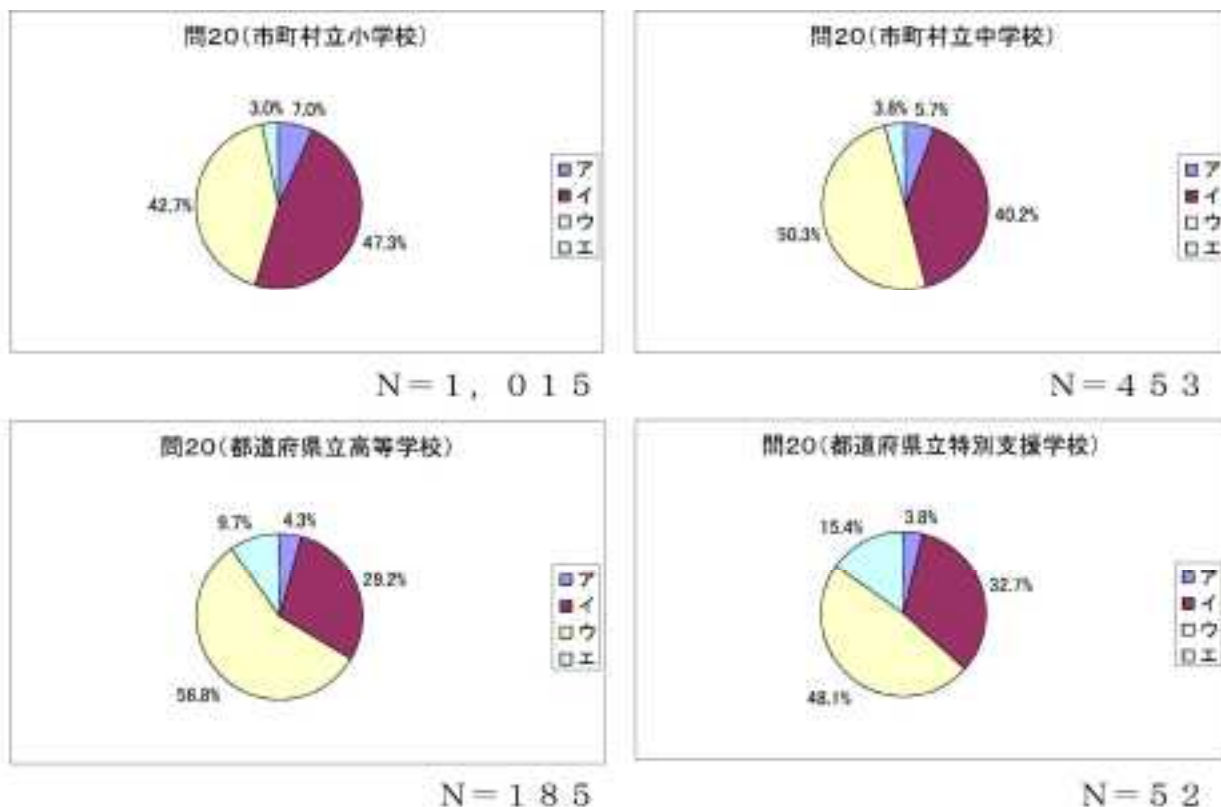 問20(市町村立小学校)
3.0% 7.0%
42.7%
47.3%
ア
イ
ウ
エ
N=1, 015
問20(市町村立中学校)
3.8% 5.7%
50.3%
40.2%
ア
イ
ウ
エ
N=453
問20(都道府県立高等学校)
9.7% 4.3%
29.2%
56.8%
ア
イ
ウ
エ
N=185
問20(都道府県立特別支援学校)
15.4% 3.8%
32.7%
48.1%
ア
イ
ウ
エ
N=52